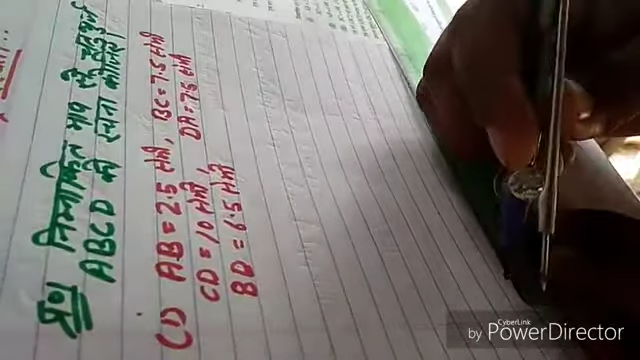 प्रश्न निम्नांकित माप से चतुर्भुज
ABCD की रचना कीजिये।
(1) AB = 2.5 सेमी, BC = 7.5 सेमी
CD = 10 सेमी, DA = 7.5 सेमी
BD = 6.5 सेमी
CyberLink
by PowerDirector